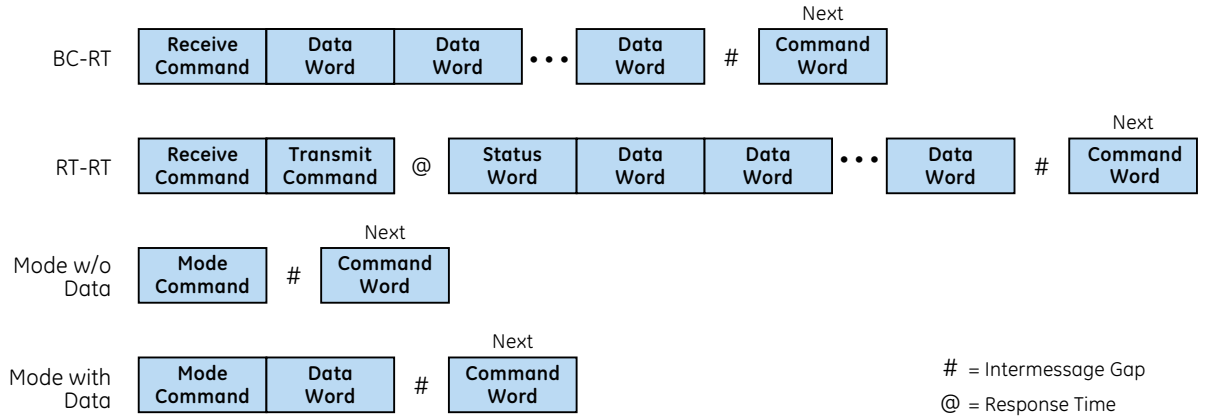 Next
BC-RT Receive Command Data Word Data Word • • • Data Word # Command Word
Next
RT-RT Receive Command Transmit Command @ Status Word Data Word Data Word • • • Data Word # Command Word
Next
Mode w/o Data Mode Command # Command Word
Next
Mode with Data Mode Command Data Word # Command Word
# = Intermessage Gap
@ = Response Time